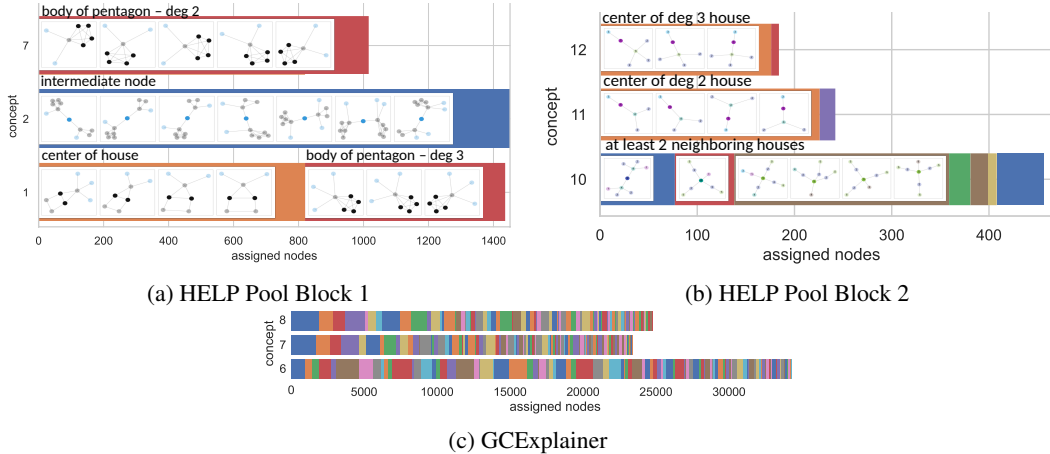 body of pentagon – deg 2
7
intermediate node
2
center of house
body of pentagon – deg 3
1
concept
0 200 400 600 800 1000 1200 1400
assigned nodes
(a) HELP Pool Block 1
center of deg 3 house
12
center of deg 2 house
11
at least 2 neighboring houses
10
concept
0 100 200 300 400
assigned nodes
(b) HELP Pool Block 2
8
7
6
concept
0 5000 10000 15000 20000 25000 30000
assigned nodes
(c) GCExplainer